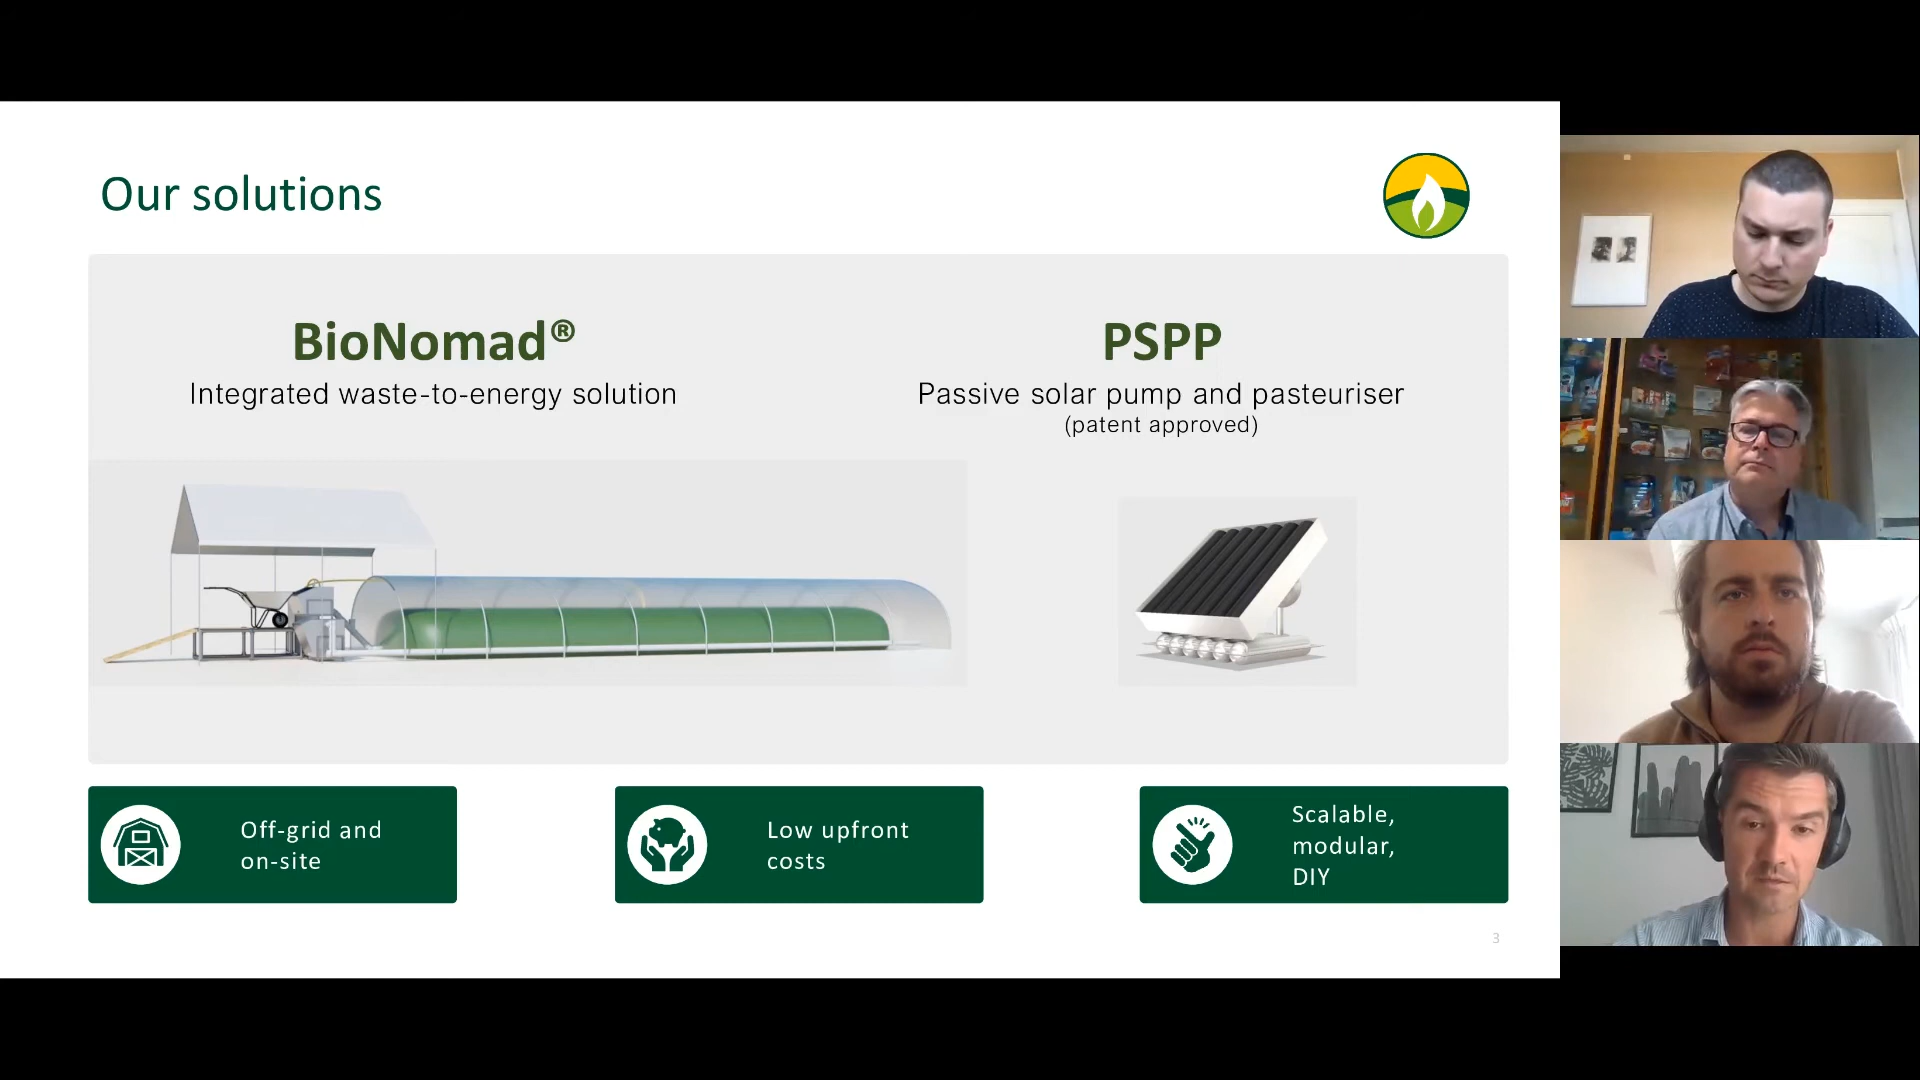 Our solutions
BioNomad®
Integrated waste-to-energy solution
PSPP
Passive solar pump and pasteuriser
(patent approved)
Off-grid and
on-site
Low upfront
costs
Scalable,
modular,
DIY
3